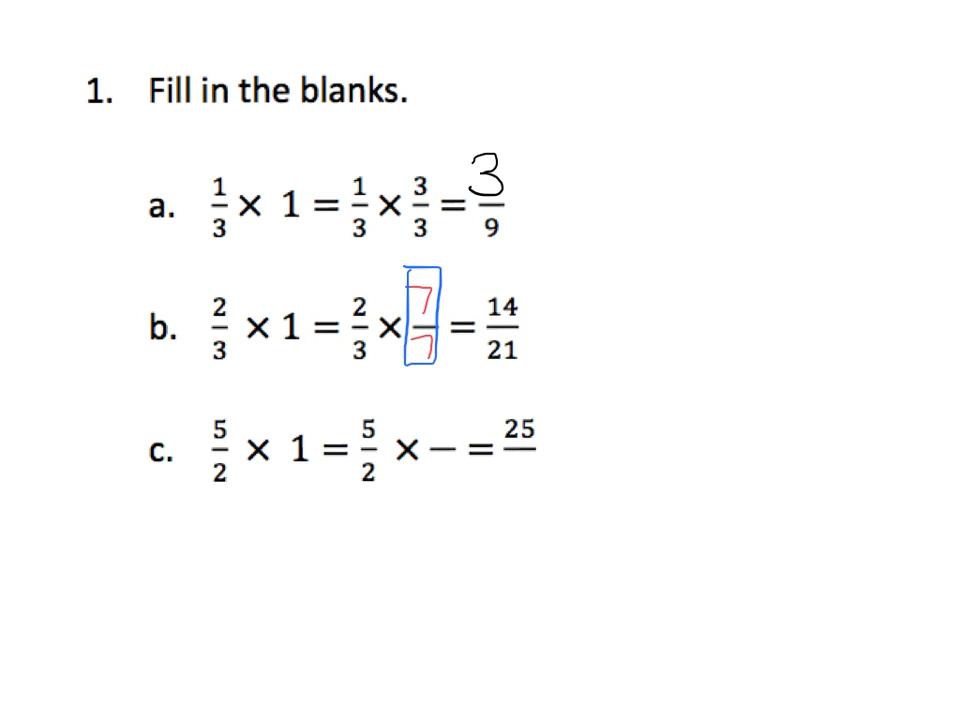 1. Fill in the blanks.
a. 1/3 × 1 = 1/3 × 3/3 = 3/9
b. 2/3 × 1 = 2/3 × 7/7 = 14/21
c. 5/2 × 1 = 5/2 × — = 25/